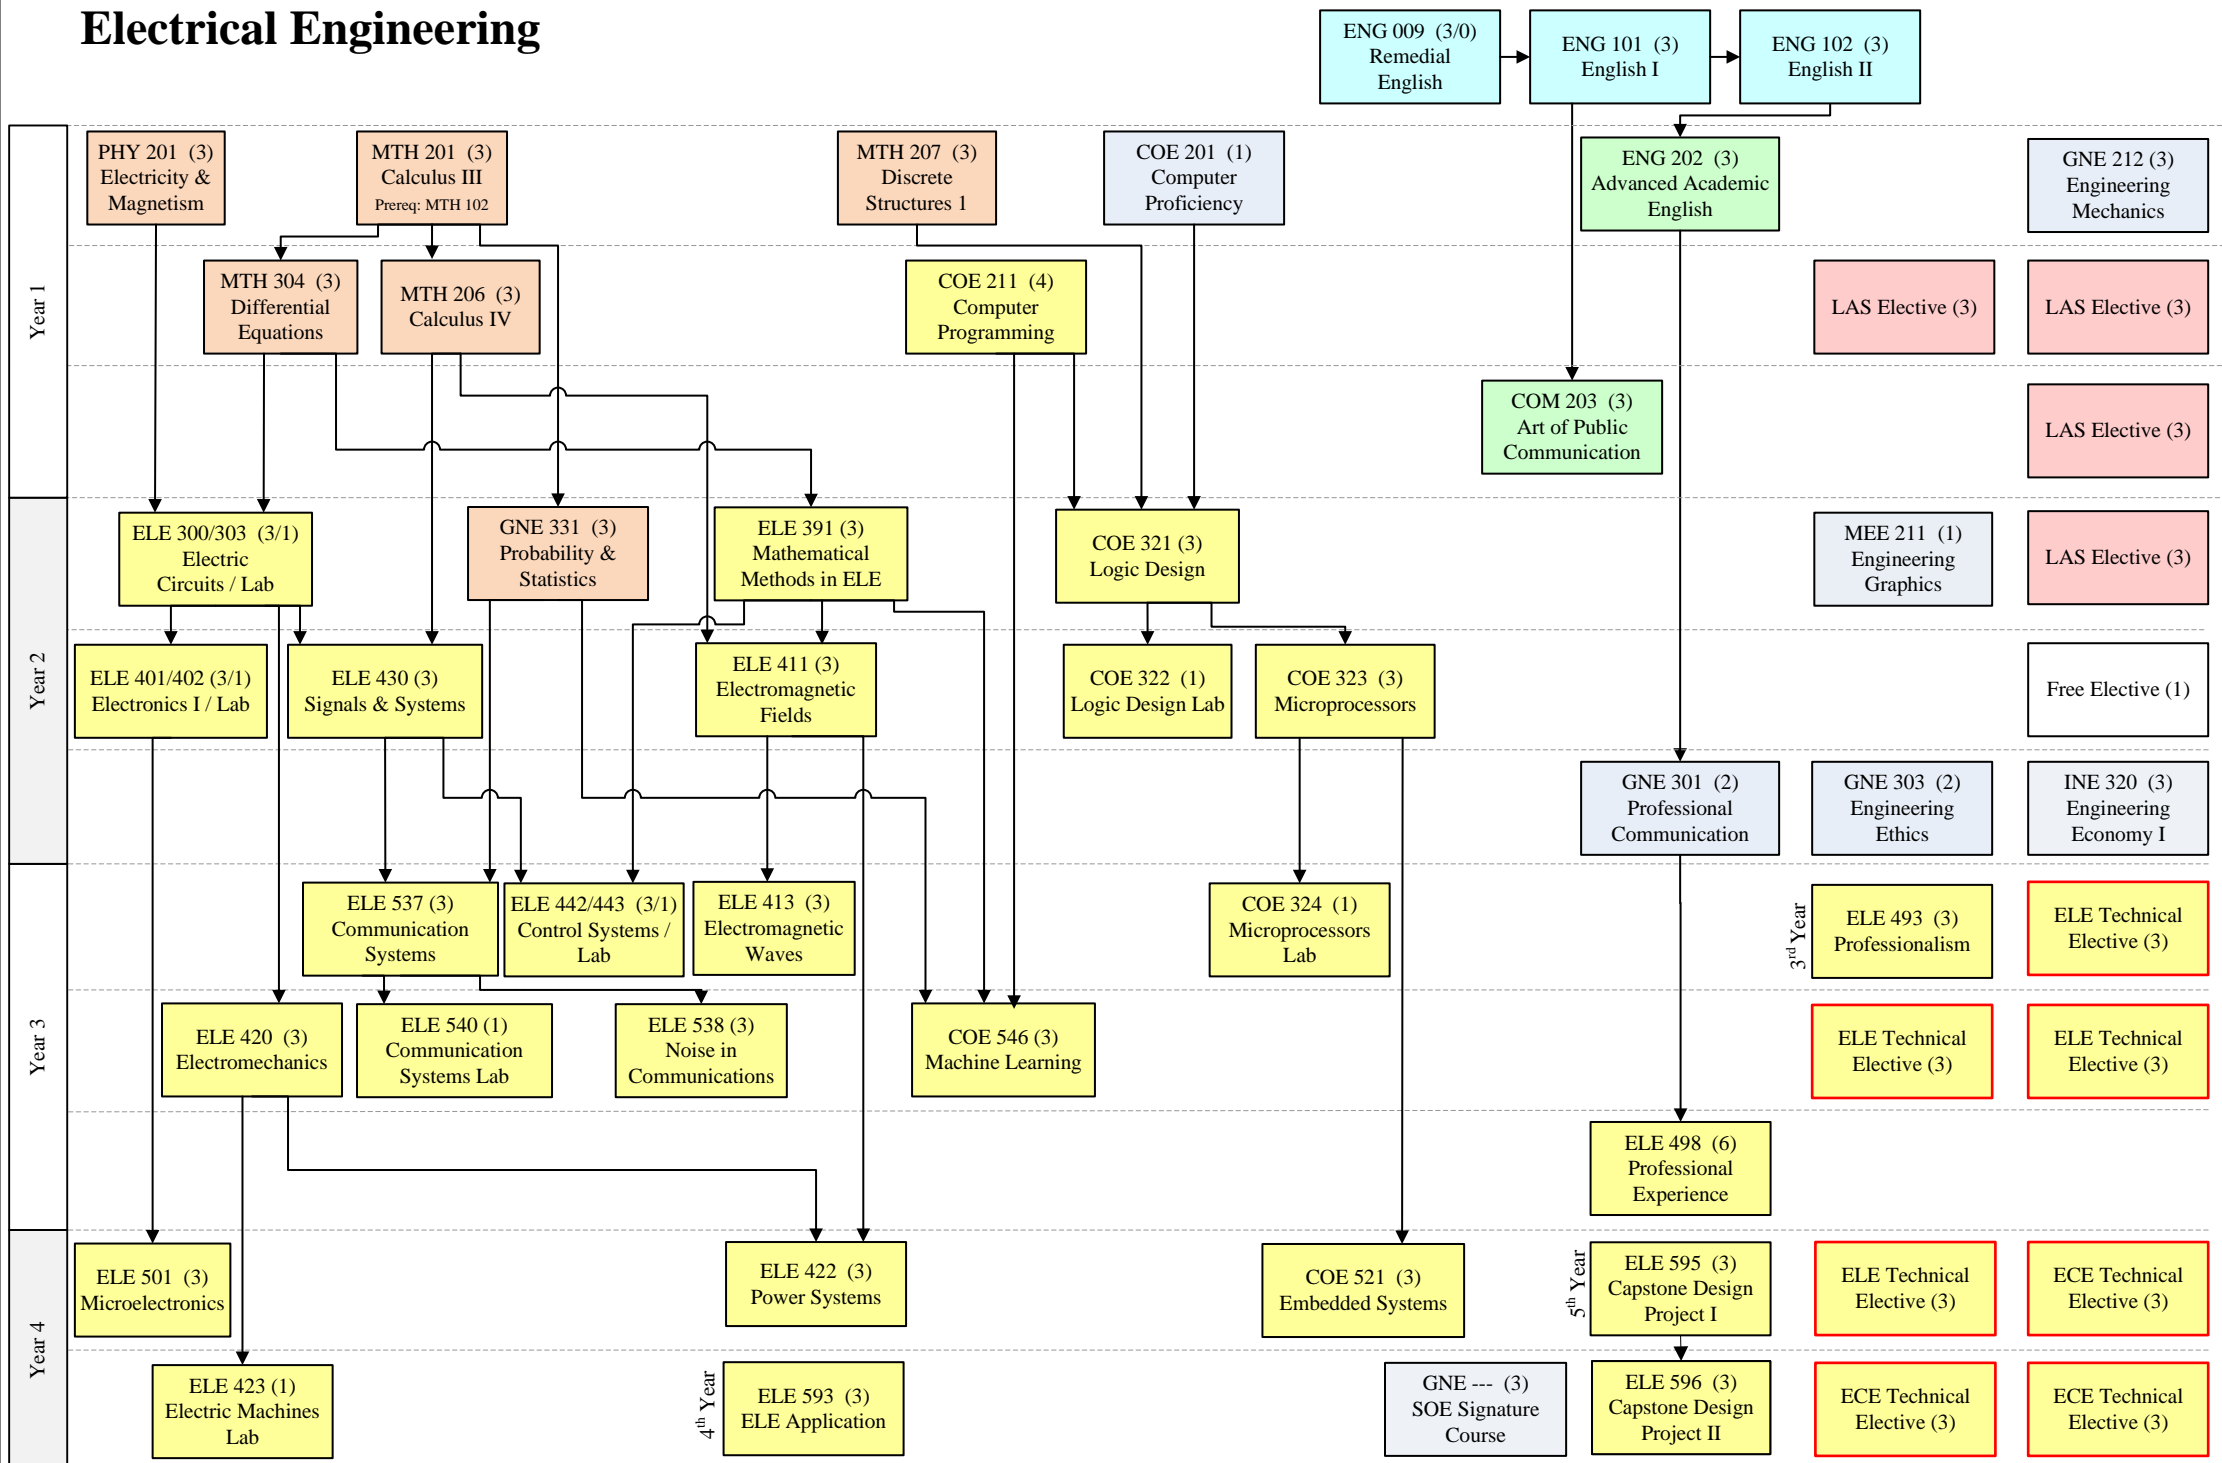 Electrical Engineering
ENG 009  (3/0)
Remedial
English
ENG 101  (3)
English I
ENG 102  (3)
English II
Year 1
PHY 201  (3)
Electricity &
Magnetism
MTH 201  (3)
Calculus III
Prereq: MTH 102
MTH 207  (3)
Discrete
Structures 1
COE 201  (1)
Computer
Proficiency
ENG 202  (3)
Advanced Academic
English
GNE 212 (3)
Engineering
Mechanics
MTH 304  (3)
Differential
Equations
MTH 206  (3)
Calculus IV
COE 211  (4)
Computer
Programming
LAS Elective (3)
LAS Elective (3)
COM 203  (3)
Art of Public
Communication
LAS Elective (3)
Year 2
ELE 300/303  (3/1)
Electric
Circuits / Lab
GNE 331  (3)
Probability &
Statistics
ELE 391 (3)
Mathematical
Methods in ELE
COE 321 (3)
Logic Design
MEE 211  (1)
Engineering
Graphics
LAS Elective (3)
ELE 401/402 (3/1)
Electronics I / Lab
ELE 430 (3)
Signals & Systems
ELE 411 (3)
Electromagnetic
Fields
COE 322  (1)
Logic Design Lab
COE 323  (3)
Microprocessors
Free Elective (1)
GNE 301  (2)
Professional
Communication
GNE 303  (2)
Engineering
Ethics
INE 320  (3)
Engineering
Economy I
Year 3
ELE 537 (3)
Communication
Systems
ELE 442/443  (3/1)
Control Systems /
Lab
ELE 413  (3)
Electromagnetic
Waves
COE 324  (1)
Microprocessors
Lab
3rd Year
ELE 493  (3)
Professionalism
ELE Technical
Elective (3)
ELE 420  (3)
Electromechanics
ELE 540 (1)
Communication
Systems Lab
ELE 538 (3)
Noise in
Communications
COE 546 (3)
Machine Learning
ELE Technical
Elective (3)
ELE Technical
Elective (3)
ELE 498  (6)
Professional
Experience
Year 4
ELE 501  (3)
Microelectronics
ELE 422  (3)
Power Systems
COE 521  (3)
Embedded Systems
5th Year
ELE 595  (3)
Capstone Design
Project I
ELE Technical
Elective (3)
ECE Technical
Elective (3)
ELE 423 (1)
Electric Machines
Lab
4th Year
ELE 593  (3)
ELE Application
GNE ---  (3)
SOE Signature
Course
ELE 596  (3)
Capstone Design
Project II
ECE Technical
Elective (3)
ECE Technical
Elective (3)